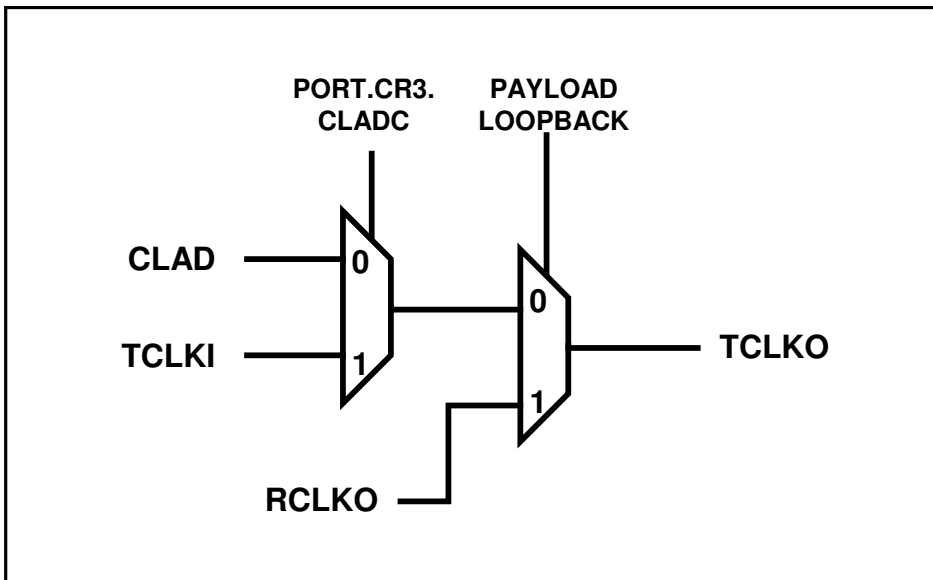 PORT.CR3.
CLADC
PAYLOAD
LOOPBACK
CLAD
0
TCLKI
1
0
1
TCLKO
RCLKO